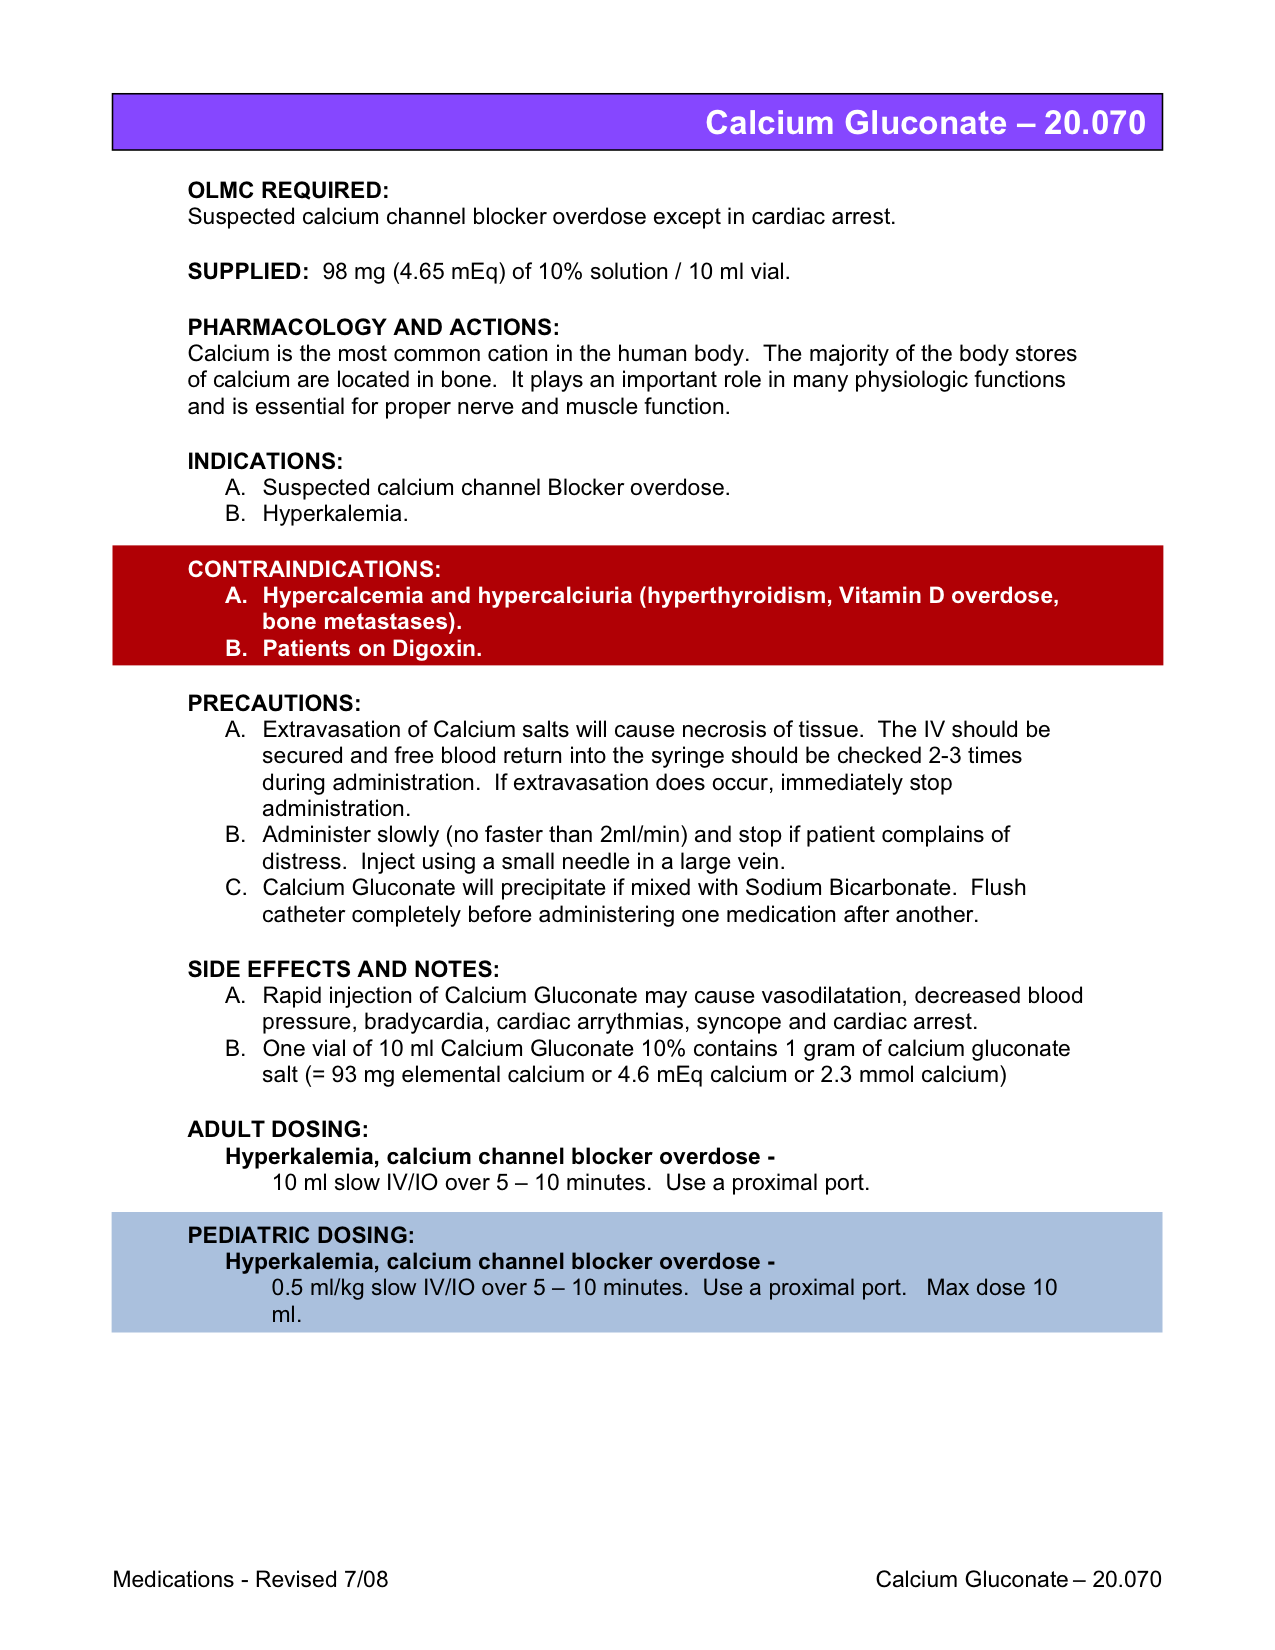 Calcium Gluconate – 20.070
OLMC REQUIRED:
Suspected calcium channel blocker overdose except in cardiac arrest.
SUPPLIED:  98 mg (4.65 mEq) of 10% solution / 10 ml vial.
PHARMACOLOGY AND ACTIONS:
Calcium is the most common cation in the human body.  The majority of the body stores
of calcium are located in bone.  It plays an important role in many physiologic functions
and is essential for proper nerve and muscle function.
INDICATIONS:
A.  Suspected calcium channel Blocker overdose.
B.  Hyperkalemia.
CONTRAINDICATIONS:
A.  Hypercalcemia and hypercalciuria (hyperthyroidism, Vitamin D overdose,
bone metastases).
B.  Patients on Digoxin.
PRECAUTIONS:
A.  Extravasation of Calcium salts will cause necrosis of tissue.  The IV should be
secured and free blood return into the syringe should be checked 2-3 times
during administration.  If extravasation does occur, immediately stop
administration.
B.  Administer slowly (no faster than 2ml/min) and stop if patient complains of
distress.  Inject using a small needle in a large vein.
C.  Calcium Gluconate will precipitate if mixed with Sodium Bicarbonate.  Flush
catheter completely before administering one medication after another.
SIDE EFFECTS AND NOTES:
A.  Rapid injection of Calcium Gluconate may cause vasodilatation, decreased blood
pressure, bradycardia, cardiac arrythmias, syncope and cardiac arrest.
B.  One vial of 10 ml Calcium Gluconate 10% contains 1 gram of calcium gluconate
salt (= 93 mg elemental calcium or 4.6 mEq calcium or 2.3 mmol calcium)
ADULT DOSING:
Hyperkalemia, calcium channel blocker overdose -
10 ml slow IV/IO over 5 – 10 minutes.  Use a proximal port.
PEDIATRIC DOSING:
Hyperkalemia, calcium channel blocker overdose -
0.5 ml/kg slow IV/IO over 5 – 10 minutes.  Use a proximal port.   Max dose 10
ml.
Medications - Revised 7/08
Calcium Gluconate – 20.070